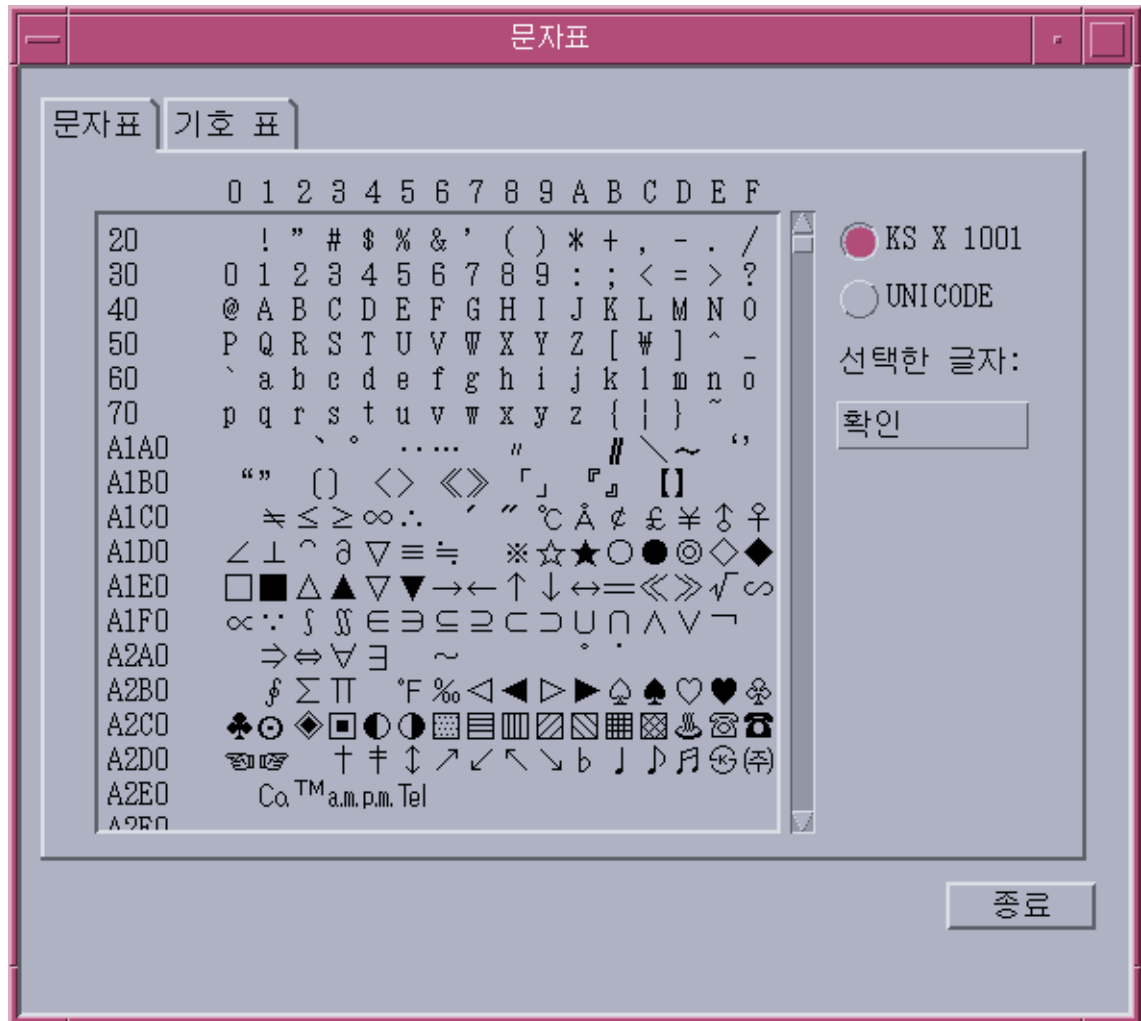 문자표
문자표 기호 표
0 1 2 3 4 5 6 7 8 9 A B C D E F
20 ! " # $ % & ' ( ) * + , - . /
30 0 1 2 3 4 5 6 7 8 9 : ; < = > ?
40 @ A B C D E F G H I J K L M N O
50 P Q R S T U V W X Y Z [ ₩ ] ^ _
60 ` a b c d e f g h i j k l m n o
70 p q r s t u v w x y z { | } ~
A1A0 ‥ … 〃 ∥ \ ∼ ‘ ’
A1B0 “ ” 〔 〕 〈 〉 《 》 「 」 『 』 【 】
A1C0 ≠ ≤ ≥ ∞ ∴ ′ ″ ℃ Å ¢ £ ¥ ♂ ♀
A1D0 ∠ ⊥ ⌒ ∂ ▽ ≡ ≒ ※ ☆ ★ ○ ● ◎ ◇ ◆
A1E0 □ ■ △ ▲ ▽ ▼ → ← ↑ ↓ ↔ = ≪ ≫ √ ∽
A1F0 ∝ ∵ ∫ ∬ ∈ ∋ ⊆ ⊇ ⊂ ⊃ ∪ ∩ ∧ ∨ ¬
A2A0 ⇒ ⇔ ∀ ∃ ~ ˚ ˙
A2B0 ∮ ∑ ∏ ℉ ‰ ◁ ◀ ▷ ▶ ♤ ♠ ♡ ♥ ♧
A2C0 ♣ ⊙ ◈ ▣ ◐ ◑ ▒ ▤ ▥ ▨ ▧ ▦ ▩ ♨ ☏ ☎
A2D0 ☜ ☞ † ‡ ↕ ↗ ↙ ↖ ↘ ♭ ♩ ♪ ♬ ㉿ ㈜
A2E0 ㏇ ™ ㏂ ㏘ ℡
A2F0
KS X 1001
UNICODE
선택한 글자:
확인
종료